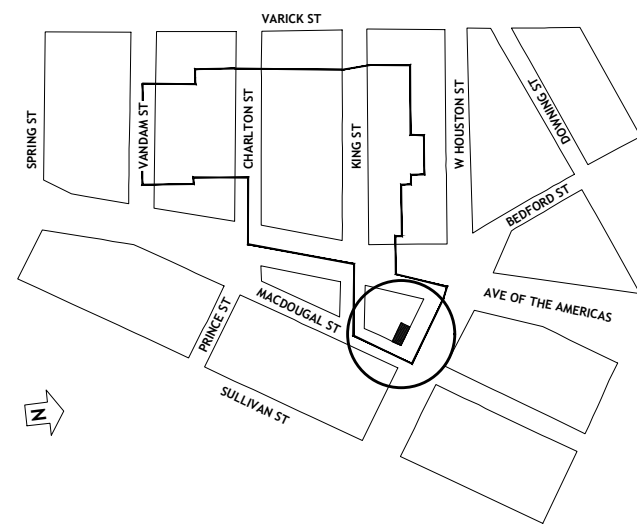 VARICK ST
SPRING ST
VANDAM ST
CHARLTON ST
KING ST
W HOUSTON ST
DOWNING ST
BEDFORD ST
AVE OF THE AMERICAS
MACDOUGAL ST
PRINCE ST
SULLIVAN ST
N